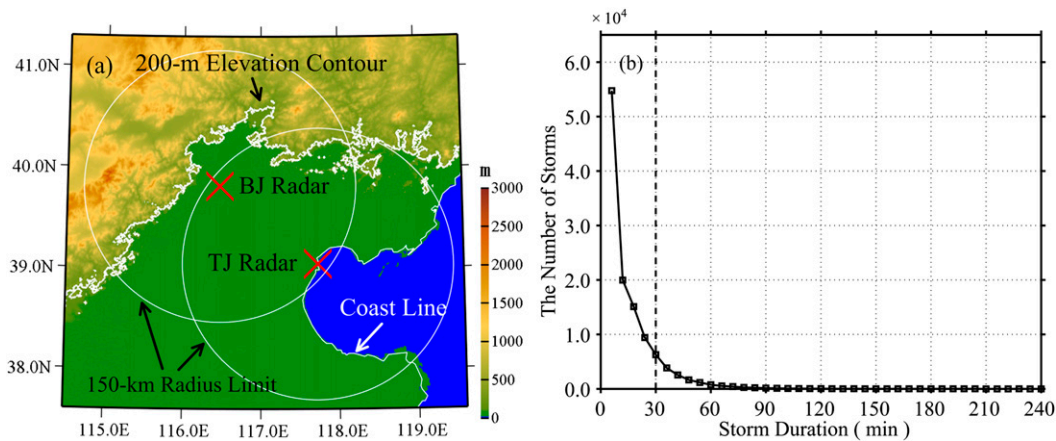 (a)
200-m Elevation Contour
BJ Radar
TJ Radar
Coast Line
150-km Radius Limit
41.0N
40.0N
39.0N
38.0N
115.0E 116.0E 117.0E 118.0E 119.0E
m
3000
2500
2000
1500
1000
500
0
× 10⁴
(b)
The Number of Storms
6.0
5.0
4.0
3.0
2.0
1.0
0.0
0 30 60 90 120 150 180 210 240
Storm Duration ( min )